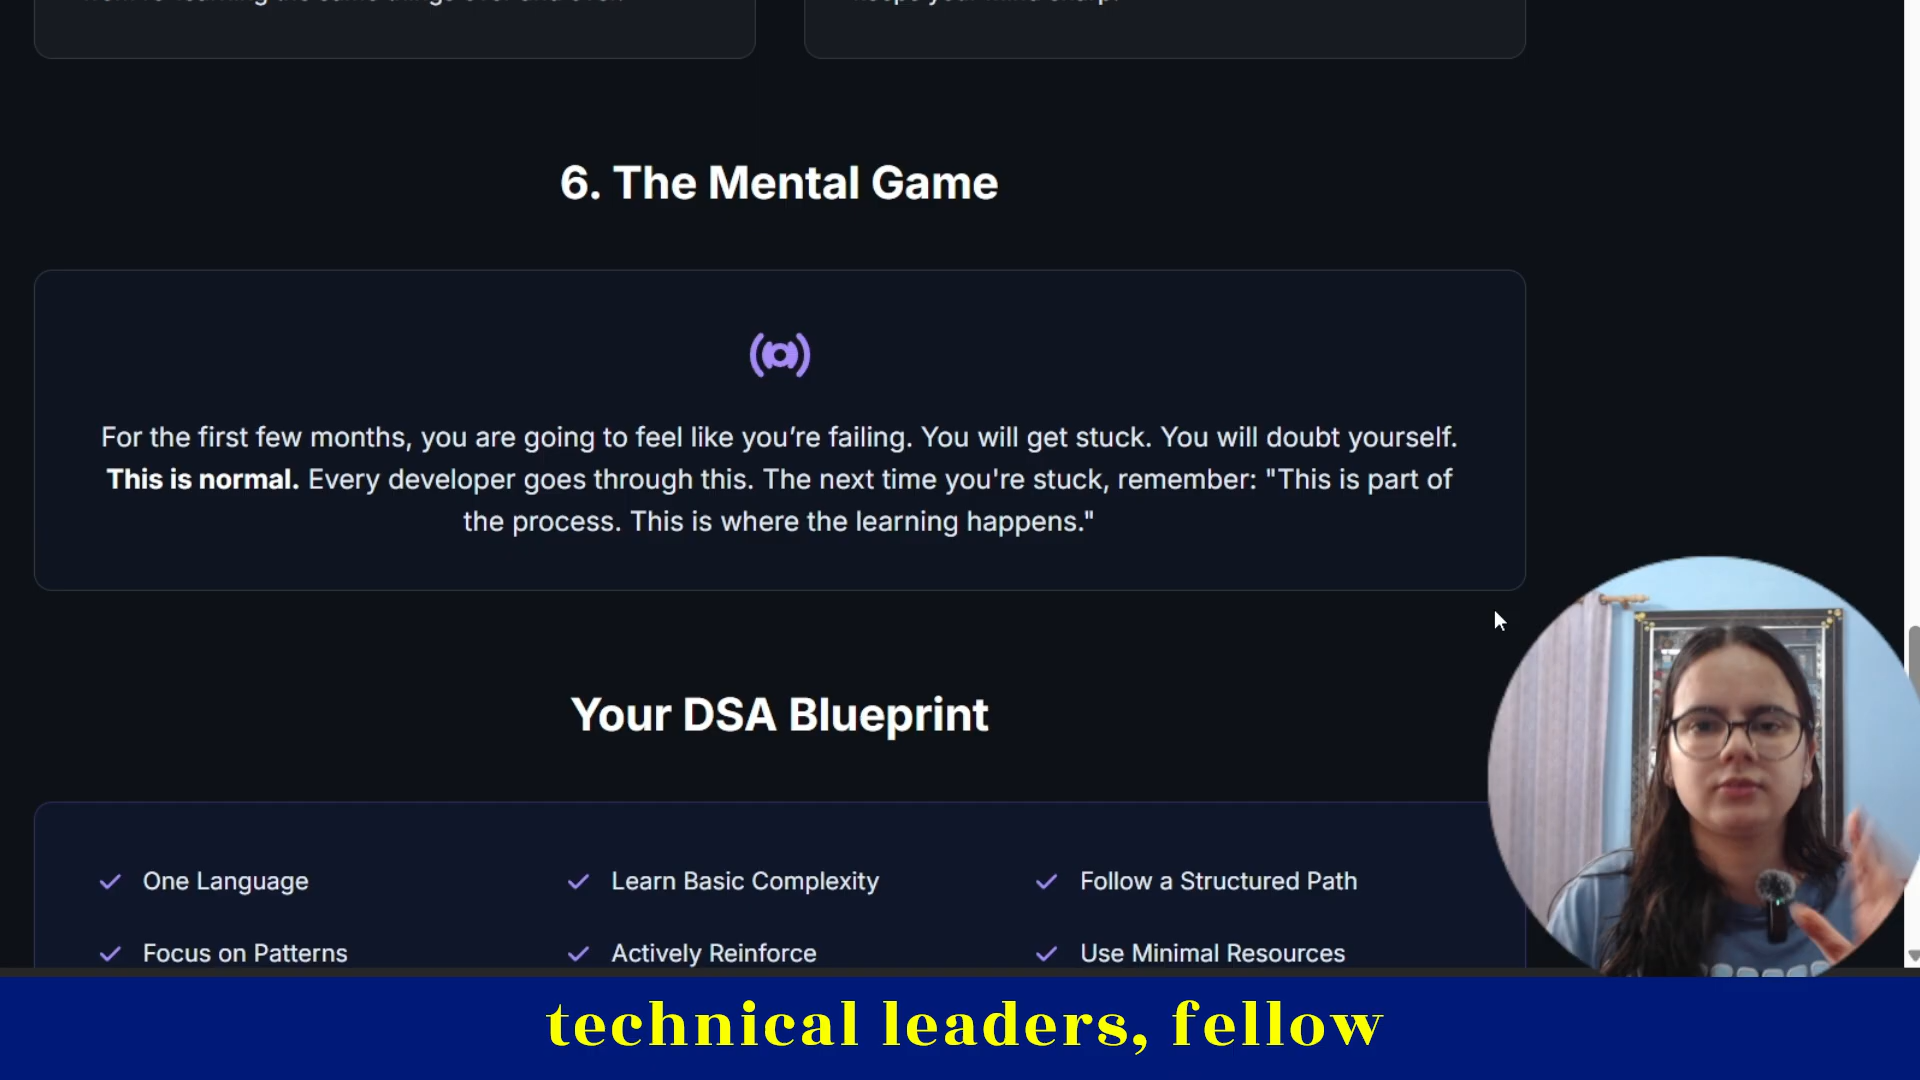 6. The Mental Game
For the first few months, you are going to feel like you’re failing. You will get stuck. You will doubt yourself.
This is normal. Every developer goes through this. The next time you're stuck, remember: "This is part of
the process. This is where the learning happens."
Your DSA Blueprint
One Language
Learn Basic Complexity
Follow a Structured Path
Focus on Patterns
Actively Reinforce
Use Minimal Resources
technical leaders, fellow